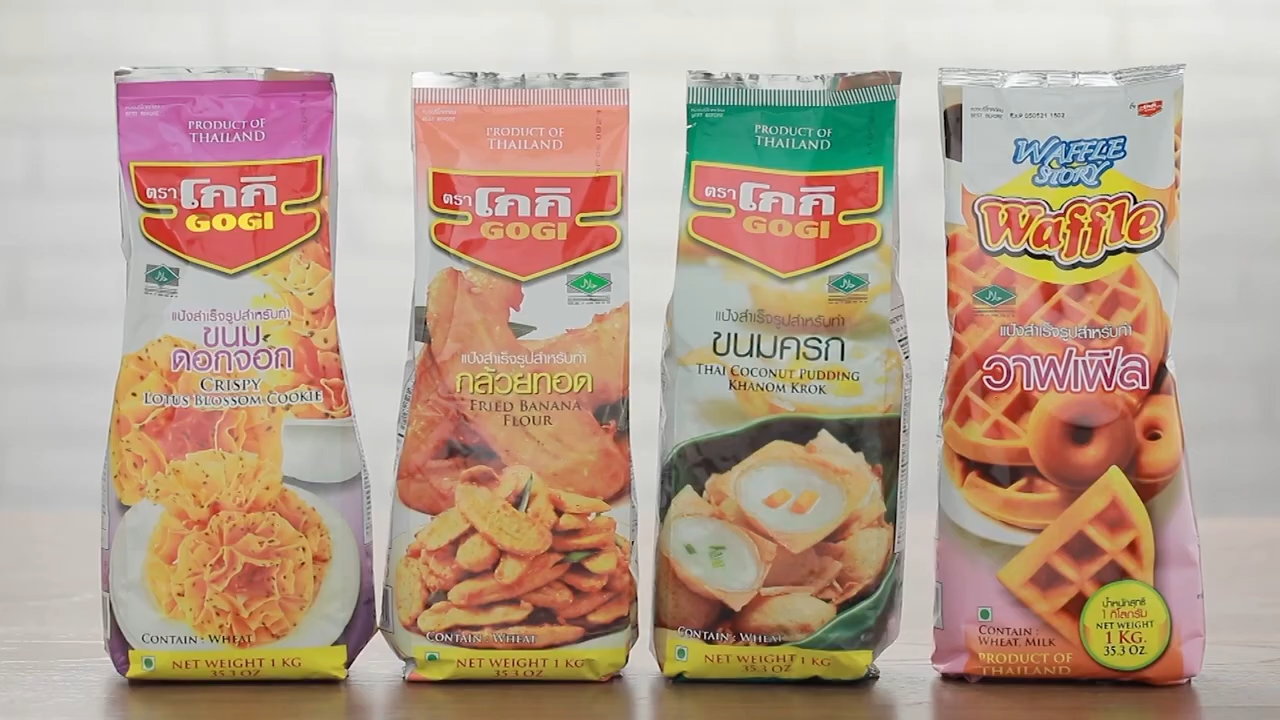 PRODUCT OF
THAILAND
ตรา โกกิ
GOGI
แป้งสำเร็จรูปสำหรับทำ
ขนม
ดอกจอก
CRISPY
LOTUS BLOSSOM COOKIE
CONTAIN : WHEAT
NET WEIGHT 1 KG
35.3 OZ.
PRODUCT OF
THAILAND
ตรา โกกิ
GOGI
แป้งสำเร็จรูปสำหรับทำ
กล้วยทอด
FRIED BANANA
FLOUR
CONTAIN : WHEAT
NET WEIGHT 1 KG
35.3 OZ.
PRODUCT OF
THAILAND
ตรา โกกิ
GOGI
แป้งสำเร็จรูปสำหรับทำ
ขนมครก
THAI COCONUT PUDDING
KHANOM KROK
CONTAIN : WHEAT
NET WEIGHT 1 KG
35.3 OZ.
WAFFLE
STORY
Waffle
แป้งสำเร็จรูปสำหรับทำ
วาฟเฟิล
น้ำหนักสุทธิ
1 กิโลกรัม
NET WEIGHT
1 KG.
35.3 OZ.
CONTAIN :
WHEAT, MILK
PRODUCT OF
THAILAND